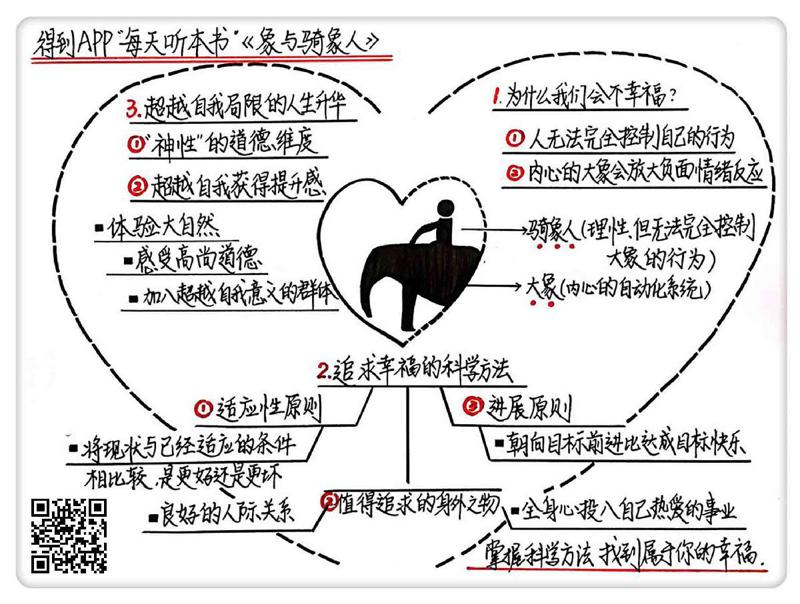 得到APP“每天听本书”《象与骑象人》
1.为什么我们会不幸福?
①人无法完全控制自己的行为
②内心的大象会放大负面情绪反应
骑象人(理性,但无法完全控制
大象的行为)
大象(内心的自动化系统)
2.追求幸福的科学方法
①适应性原则
■将现状与已经适应的条件
相比较,是更好还是更坏
②值得追求的身外之物
■良好的人际关系
■全身心投入自己热爱的事业
③进展原则
■朝向目标前进比达成目标快乐
3.超越自我局限的人生升华
①“神性”的道德维度
②超越自我获得提升感
■体验大自然
■感受高尚道德
■加入超越自我意义的群体
掌握科学方法 找到属于你的幸福.